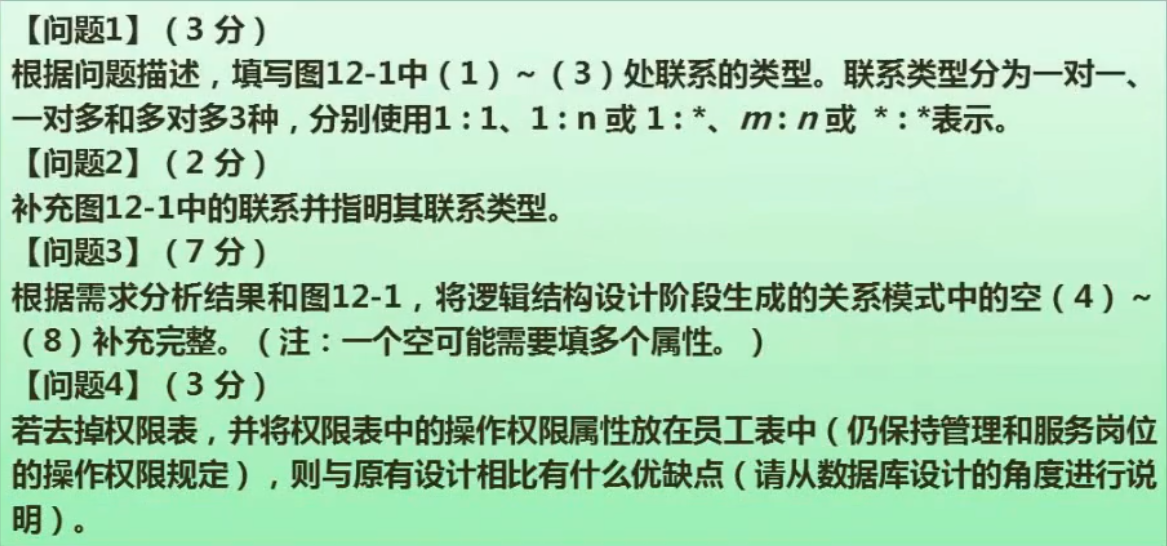 【问题1】（3 分）
根据问题描述，填写图12-1中（1）~（3）处联系的类型。联系类型分为一对一、
一对多和多对多3种，分别使用1：1、1：n 或 1：*、m：n 或 *：*表示。
【问题2】（2 分）
补充图12-1中的联系并指明其联系类型。
【问题3】（7 分）
根据需求分析结果和图12-1，将逻辑结构设计阶段生成的关系模式中的空（4）~
（8）补充完整。（注：一个空可能需要填多个属性。）
【问题4】（3 分）
若去掉权限表，并将权限表中的操作权限属性放在员工表中（仍保持管理和服务岗位
的操作权限规定），则与原有设计相比有什么优缺点（请从数据库设计的角度进行说
明）。